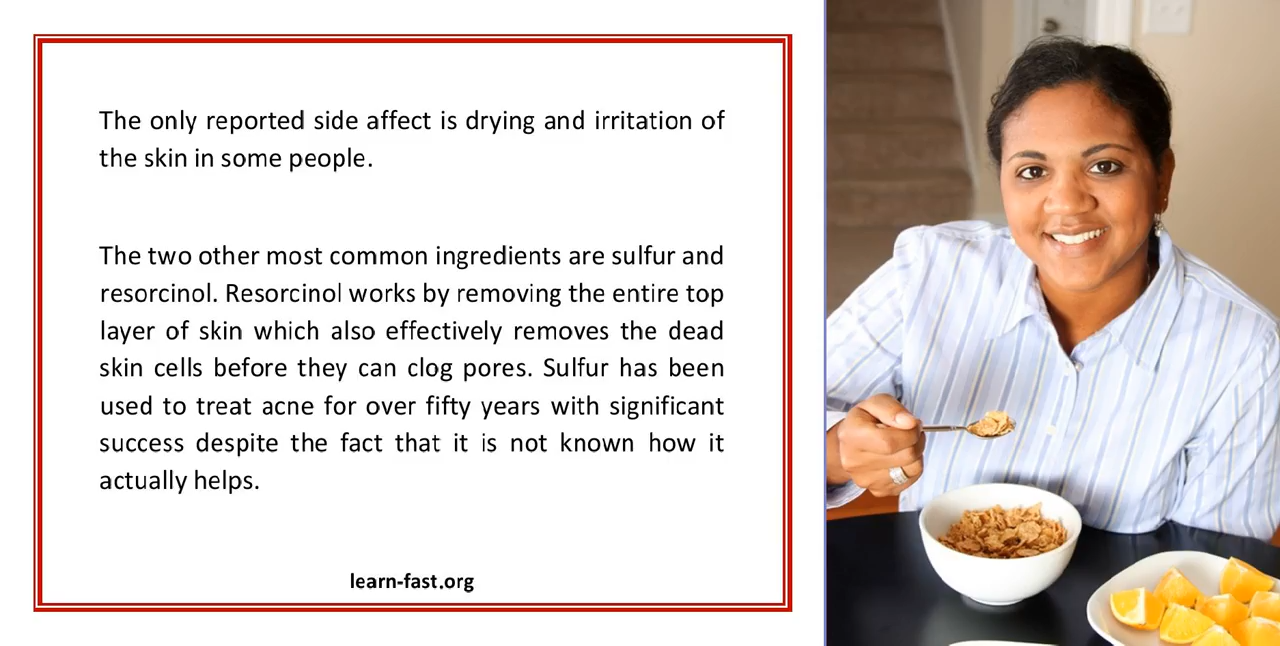 The only reported side affect is drying and irritation of
the skin in some people.
The two other most common ingredients are sulfur and
resorcinol. Resorcinol works by removing the entire top
layer of skin which also effectively removes the dead
skin cells before they can clog pores. Sulfur has been
used to treat acne for over fifty years with significant
success despite the fact that it is not known how it
actually helps.
learn-fast.org